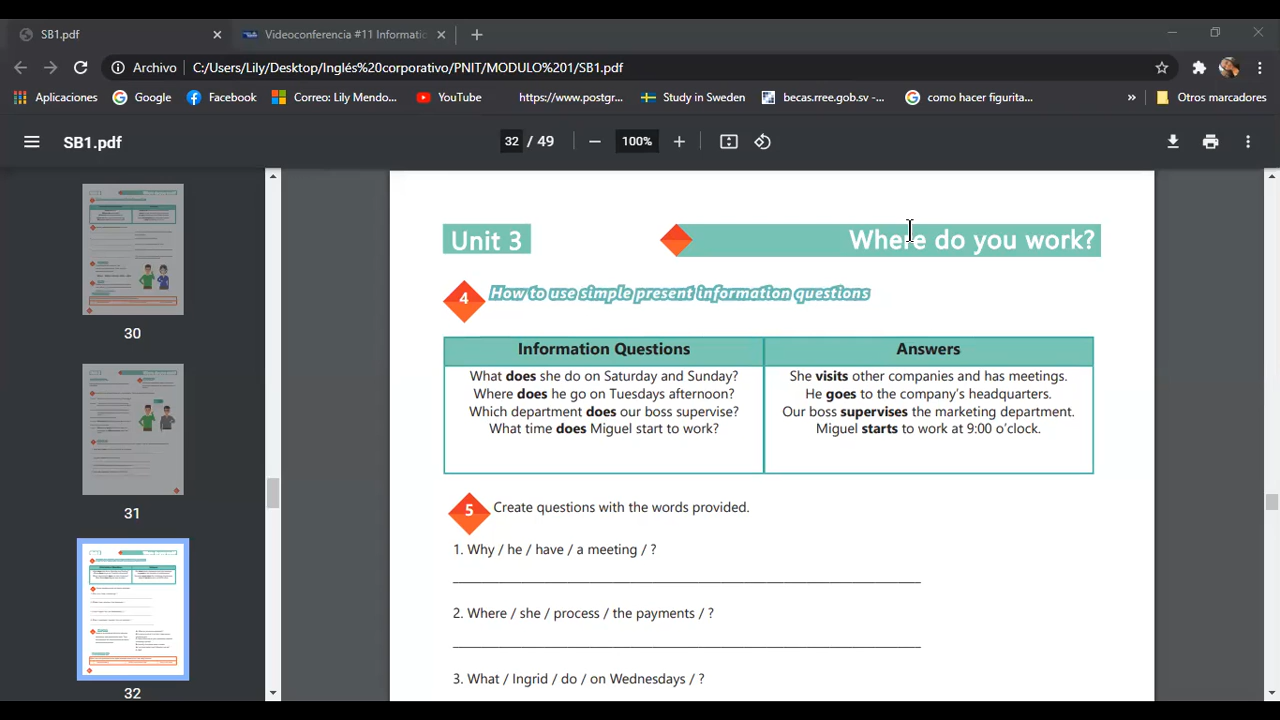 SB1.pdf
Videoconferencia #11 Informatic
Archivo
C:/Users/Lily/Desktop/Inglés%20corporativo/PNIT/MODULO%201/SB1.pdf
Aplicaciones
Google
Facebook
Correo: Lily Mendo...
YouTube
https://www.postgr...
Study in Sweden
becas.rree.gob.sv -...
como hacer figurita...
»
Otros marcadores
SB1.pdf
32 / 49
100%
30
31
32
Unit 3
Where do you work?
4
How to use simple present information questions
Information Questions
Answers
What does she do on Saturday and Sunday?
She visits other companies and has meetings.
Where does he go on Tuesdays afternoon?
He goes to the company's headquarters.
Which department does our boss supervise?
Our boss supervises the marketing department.
What time does Miguel start to work?
Miguel starts to work at 9:00 o'clock.
5
Create questions with the words provided.
1. Why / he / have / a meeting / ?
2. Where / she / process / the payments / ?
3. What / Ingrid / do / on Wednesdays / ?